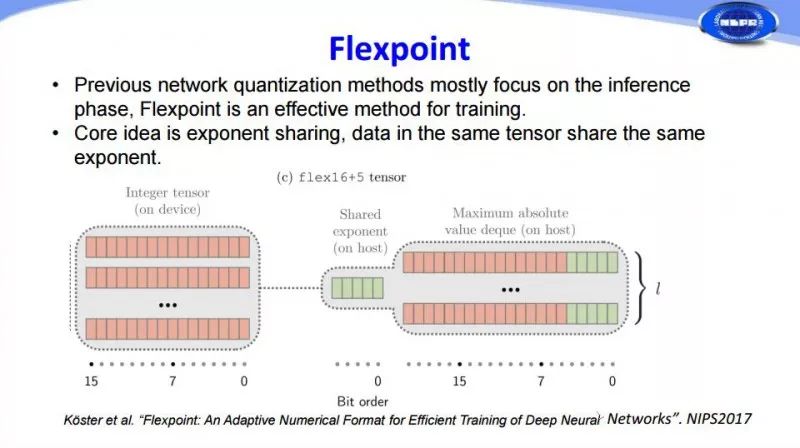 NLPR
Flexpoint
• Previous network quantization methods mostly focus on the inference
phase, Flexpoint is an effective method for training.
• Core idea is exponent sharing, data in the same tensor share the same
exponent.
(c) flex16+5 tensor
Integer tensor
(on device)
Shared
exponent
(on host)
Maximum absolute
value deque (on host)
...
...
l
15 7 0 0 15 7 0
Bit order
Köster et al. “Flexpoint: An Adaptive Numerical Format for Efficient Training of Deep Neural Networks”. NIPS2017